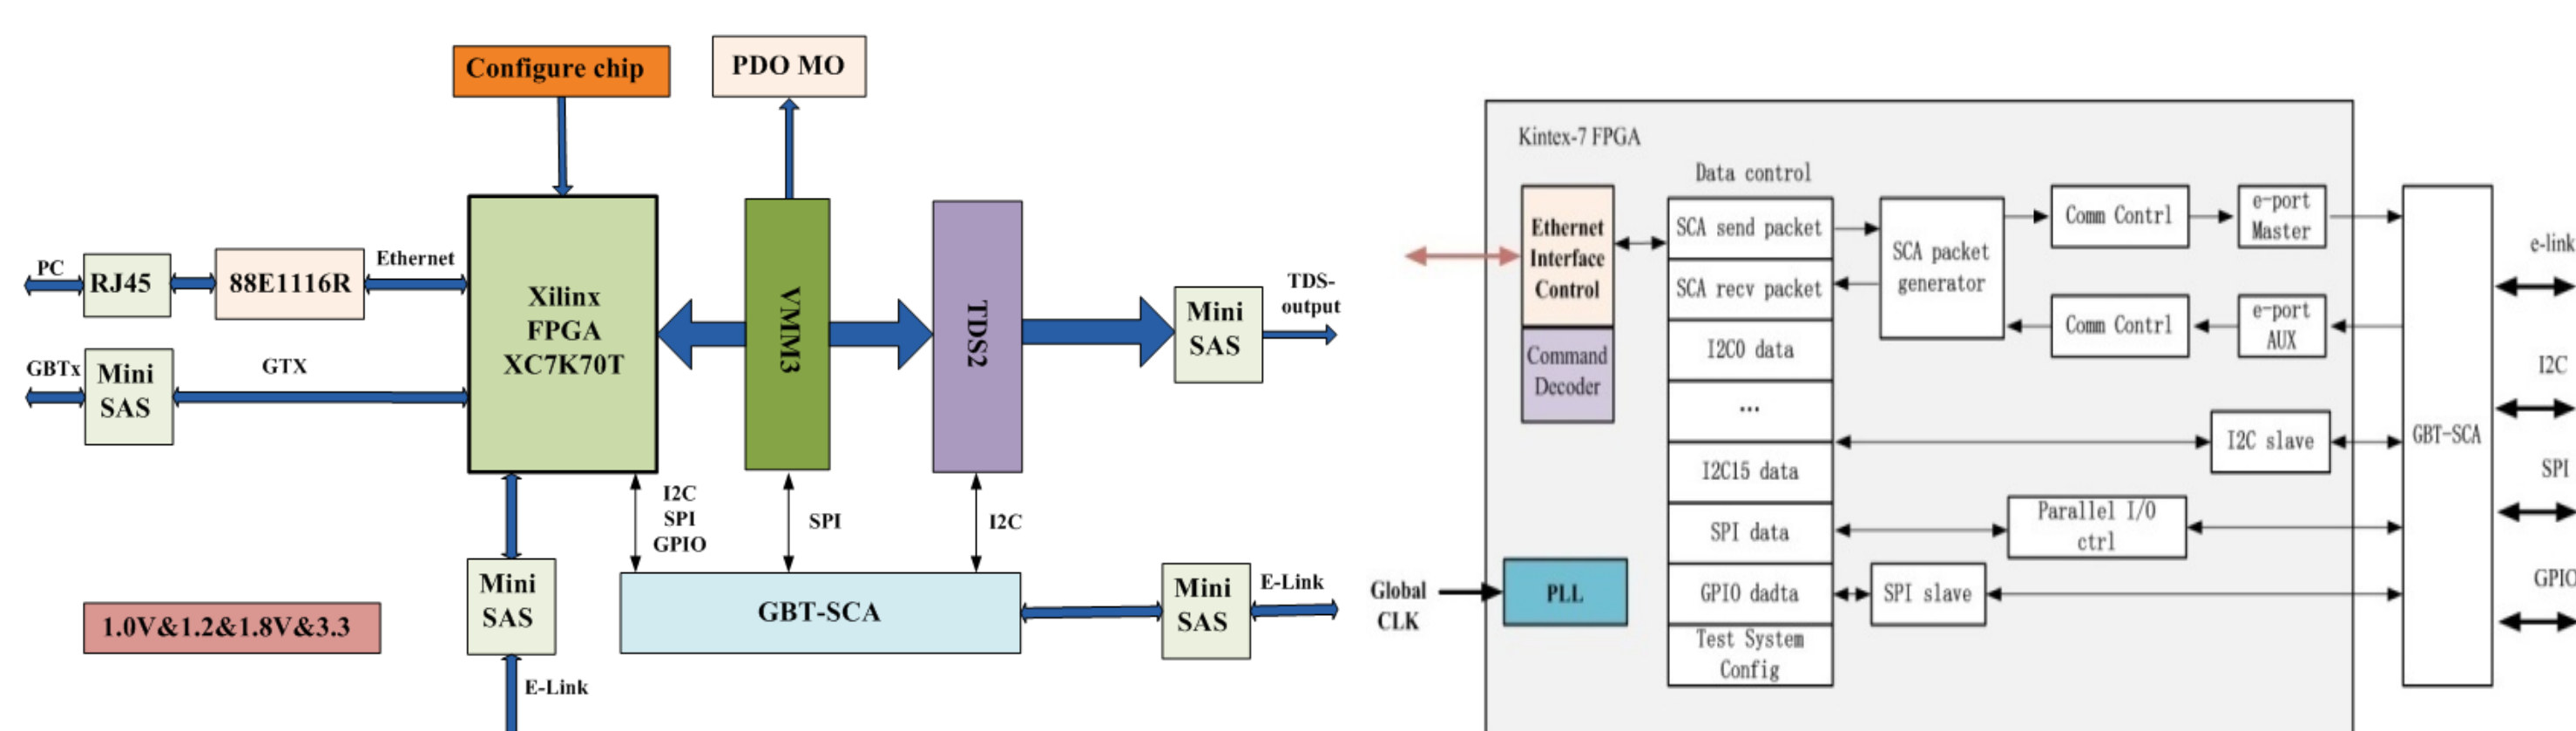 Configure chip
PDO MO
PC
RJ45
88E1116R
Ethernet
Xilinx
FPGA
XC7K70T
VMM3
TDS2
Mini
SAS
TDS-
output
GBTx
Mini
SAS
GTX
I2C
SPI
GPIO
SPI
I2C
Mini
SAS
GBT-SCA
Mini
SAS
E-Link
1.0V&1.2&1.8V&3.3
E-Link
Kintex-7 FPGA
Data control
Ethernet
Interface
Control
Command
Decoder
SCA send packet
SCA recv packet
I2C0 data
...
I2C15 data
SPI data
GPIO dadta
Test System
Config
SCA packet
generator
Comm Contrl
e-port
Master
Comm Contrl
e-port
AUX
I2C slave
Parallel I/O
ctrl
SPI slave
Global
CLK
PLL
GBT-SCA
e-link
I2C
SPI
GPIO